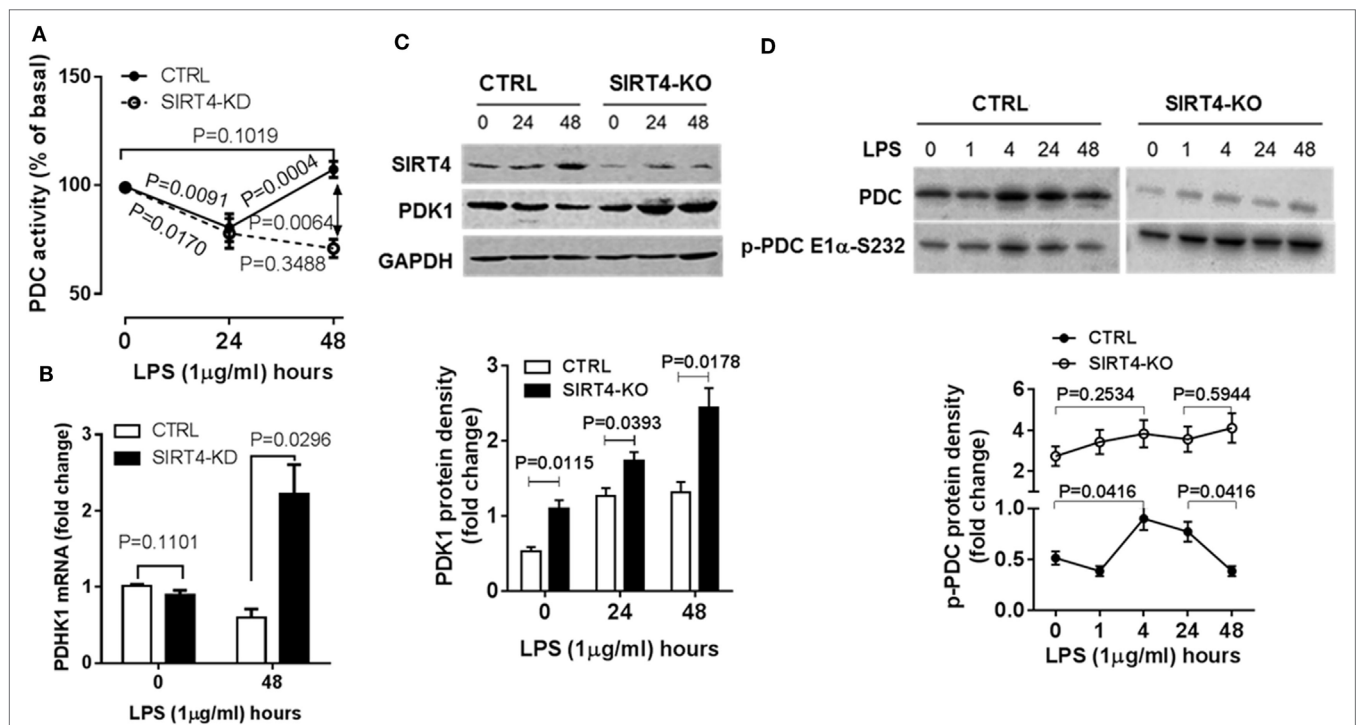 A
150
100
50
PDC activity (% of basal)
CTRL
SIRT4-KD
P=0.1019
P=0.0091
P=0.0004
P=0.0064
P=0.0170
P=0.3488
0 24 48
LPS (1μg/ml) hours
B
3
2
1
0
PDHK1 mRNA (fold change)
CTRL
SIRT4-KD
P=0.0296
P=0.1101
0 48
LPS (1μg/ml) hours
C
CTRL SIRT4-KO
0 24 48 0 24 48
SIRT4
PDK1
GAPDH
3
2
1
0
PDK1 protein density
(fold change)
CTRL
SIRT4-KO
P=0.0178
P=0.0393
P=0.0115
0 24 48
LPS (1μg/ml) hours
D
CTRL SIRT4-KO
LPS 0 1 4 24 48 0 1 4 24 48
PDC
p-PDC E1α-S232
CTRL
SIRT4-KO
6
4
2
1.0
0.5
0.0
p-PDC protein density
(fold change)
P=0.2534 P=0.5944
P=0.0416 P=0.0416
0 1 4 24 48
LPS (1μg/ml) hours